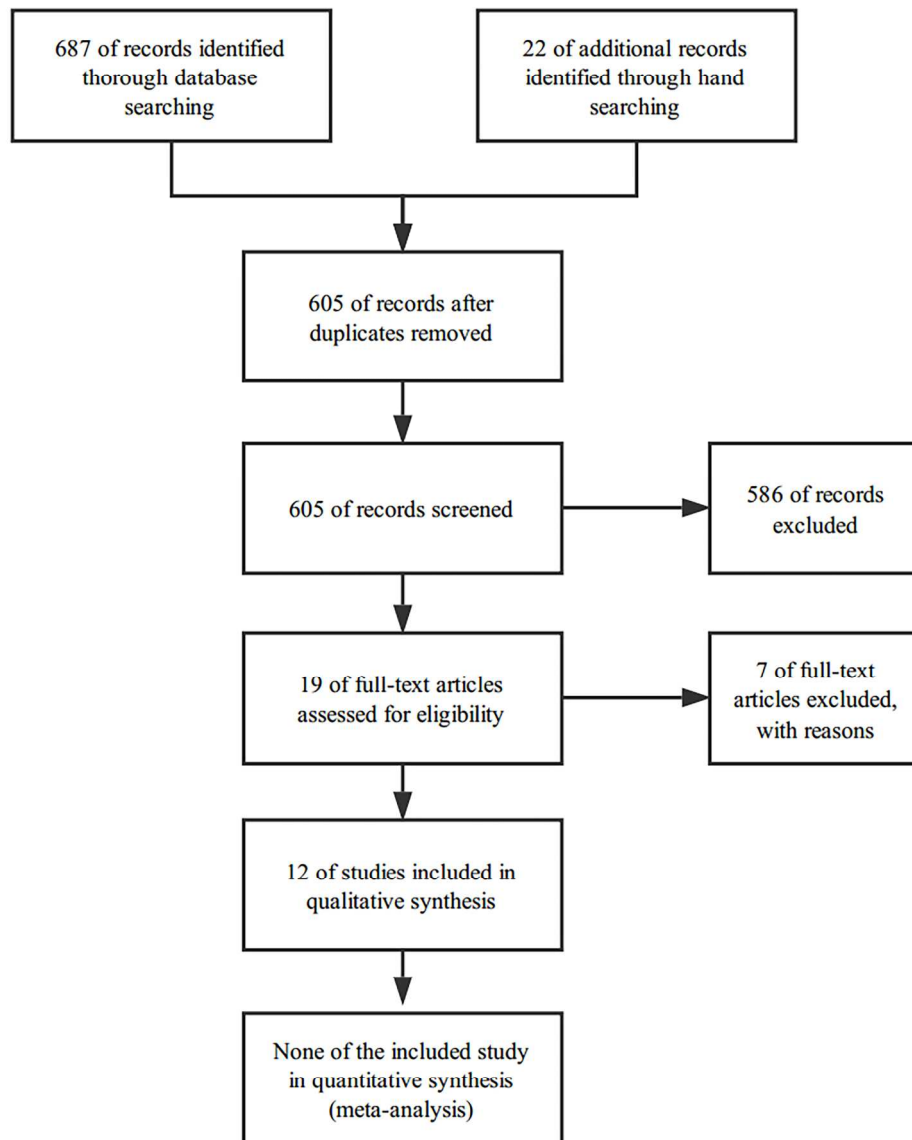 687 of records identified
thorough database
searching
22 of additional records
identified through hand
searching
605 of records after
duplicates removed
605 of records screened
586 of records
excluded
19 of full-text articles
assessed for eligibility
7 of full-text
articles excluded,
with reasons
12 of studies included in
qualitative synthesis
None of the included study
in quantitative synthesis
(meta-analysis)